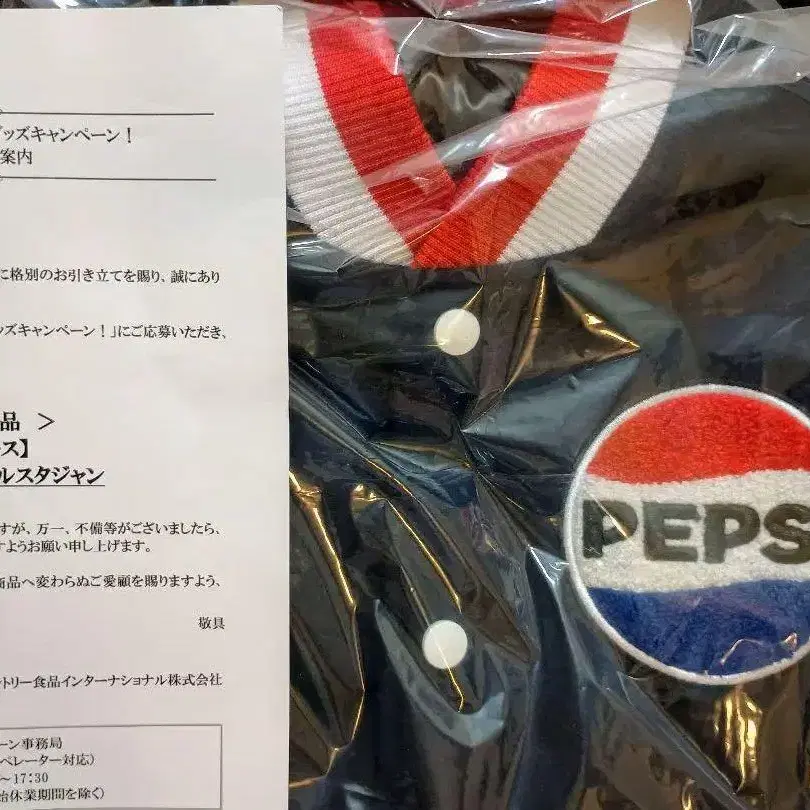 ッズキャンペーン！
案内
に格別のお引き立てを賜り、誠にあり
ッズキャンペーン！」にご応募いただき、
品 ＞
ース】
ルスタジャン
すが、万一、不備等がございましたら、
すようお願い申し上げます。
商品へ変わらぬご愛顧を賜りますよう、
敬具
ントリー食品インターナショナル株式会社
ーン事務局
ペレーター対応)
～17:30
始休業期間を除く)
PEPS